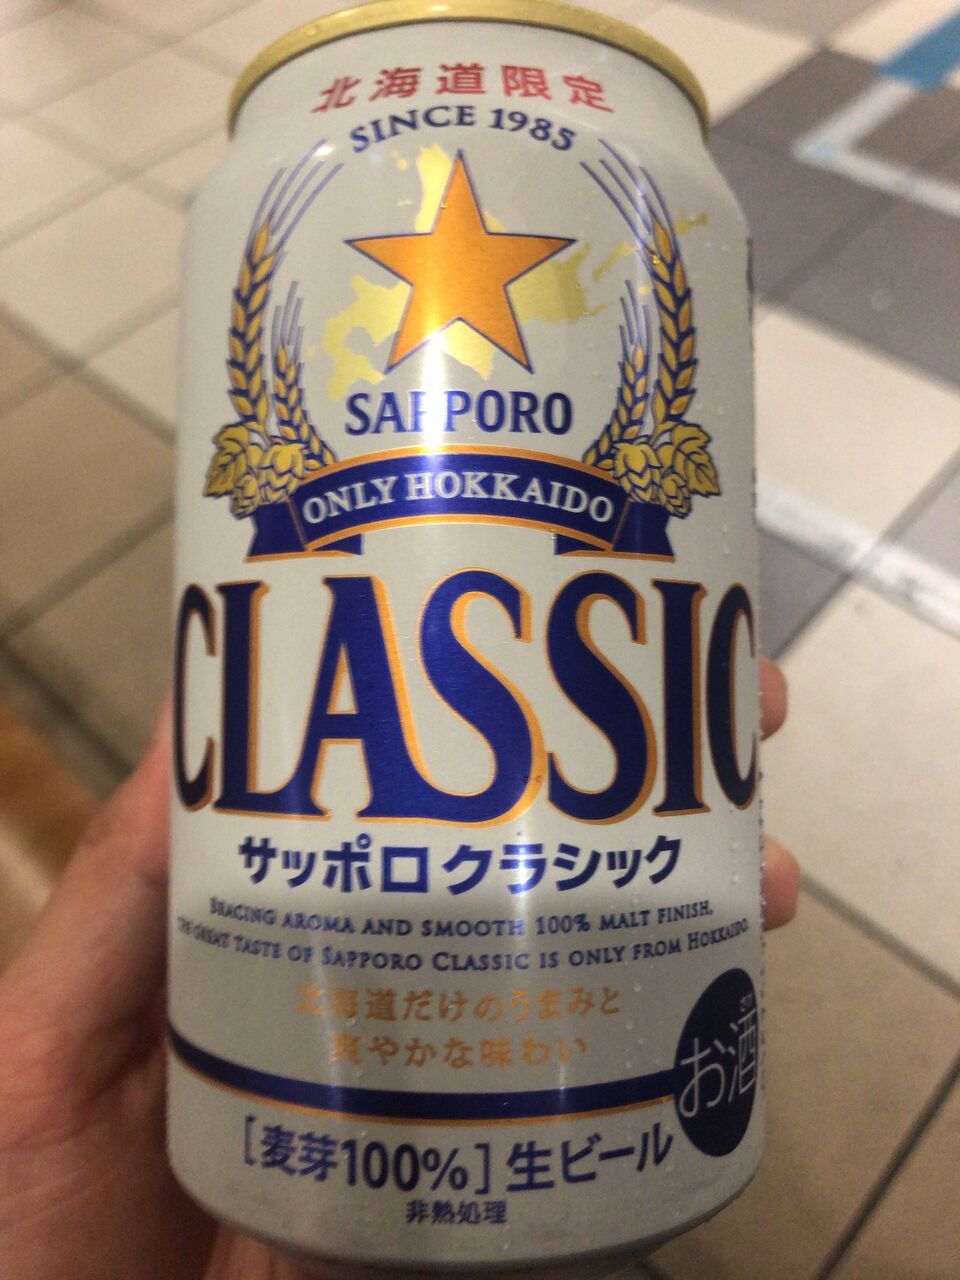 北海道限定
SINCE 1985
SAPPORO
ONLY HOKKAIDO
CLASSIC
サッポロクラシック
BRACING AROMA AND SMOOTH 100% MALT FINISH,
THE GREAT TASTE OF SAPPORO CLASSIC IS ONLY FROM HOKKAIDO.
北海道だけのうまみと
爽やかな味わい
お酒
[麦芽100%] 生ビール
非熱処理